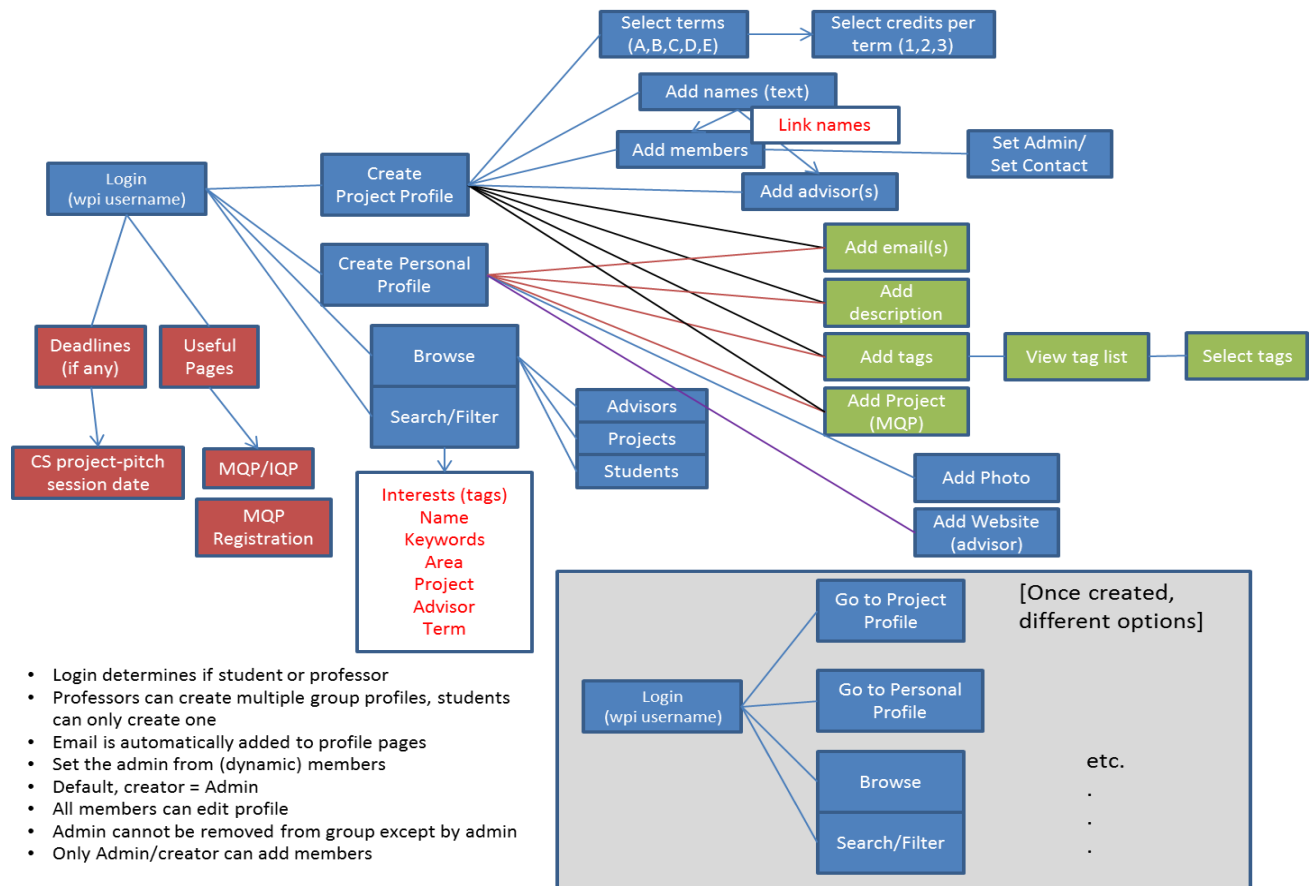 Select terms
(A,B,C,D,E)
Select credits per
term (1,2,3)
Add names (text)
Link names
Add members
Set Admin/
Set Contact
Add advisor(s)
Login
(wpi username)
Create
Project Profile
Create Personal
Profile
Add email(s)
Add
description
Add tags
View tag list
Select tags
Add Project
(MQP)
Add Photo
Add Website
(advisor)
Deadlines
(if any)
Useful
Pages
Browse
Search/Filter
Advisors
Projects
Students
CS project-pitch
session date
MQP/IQP
MQP
Registration
Interests (tags)
Name
Keywords
Area
Project
Advisor
Term
• Login determines if student or professor
• Professors can create multiple group profiles, students
can only create one
• Email is automatically added to profile pages
• Set the admin from (dynamic) members
• Default, creator = Admin
• All members can edit profile
• Admin cannot be removed from group except by admin
• Only Admin/creator can add members
Go to Project
Profile
[Once created,
different options]
Login
(wpi username)
Go to Personal
Profile
Browse
Search/Filter
etc.
.
.
.